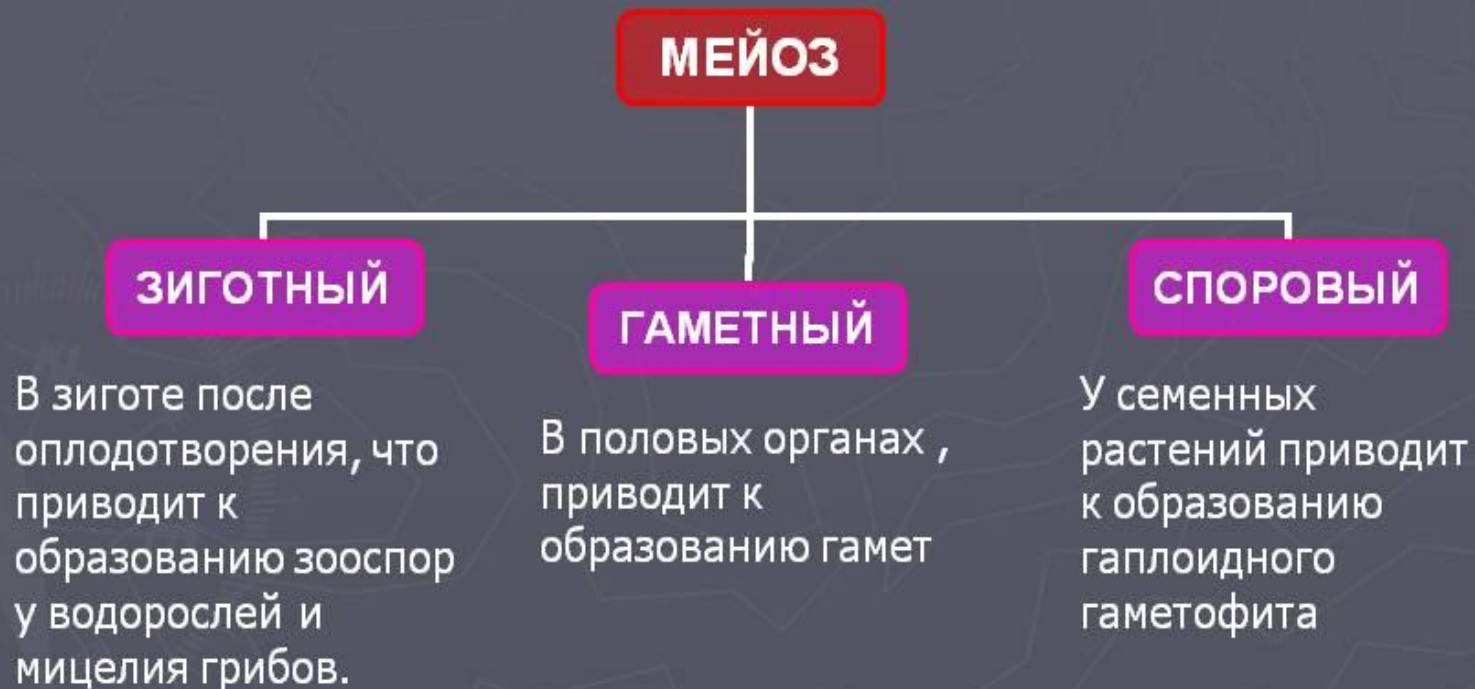 МЕЙОЗ
ЗИГОТНЫЙ
В зиготе после
оплодотворения, что
приводит к
образованию зооспор
у водорослей и
мицелия грибов.
ГАМЕТНЫЙ
В половых органах ,
приводит к
образованию гамет
СПОРОВЫЙ
У семенных
растений приводит
к образованию
гаплоидного
гаметофита